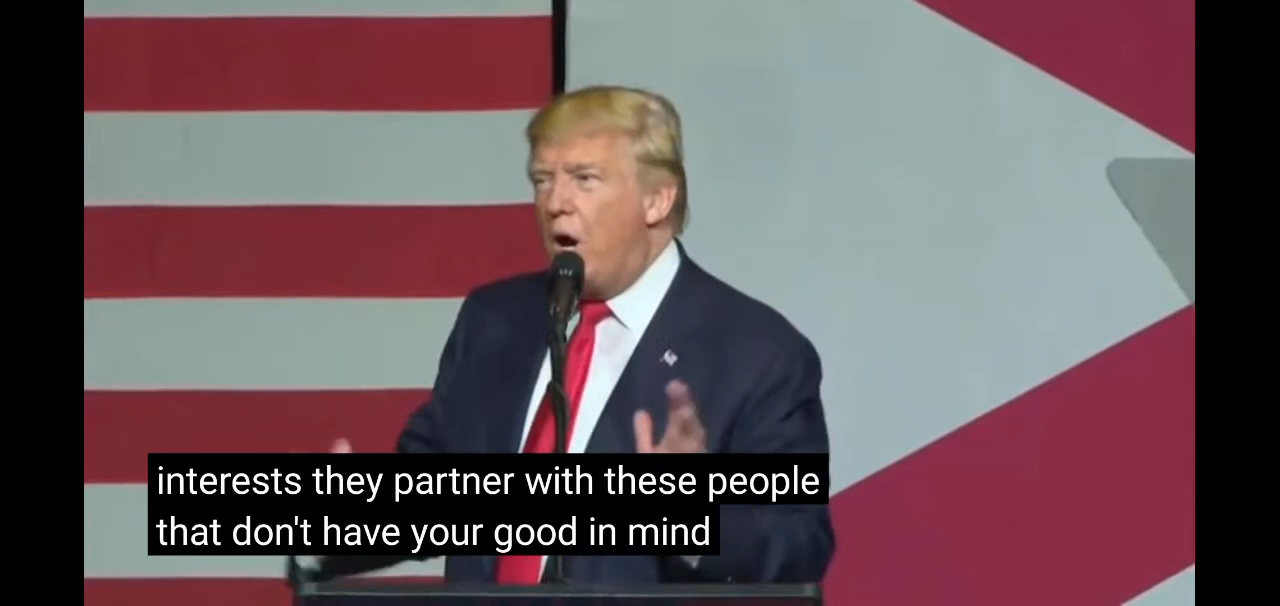 interests they partner with these people
that don't have your good in mind